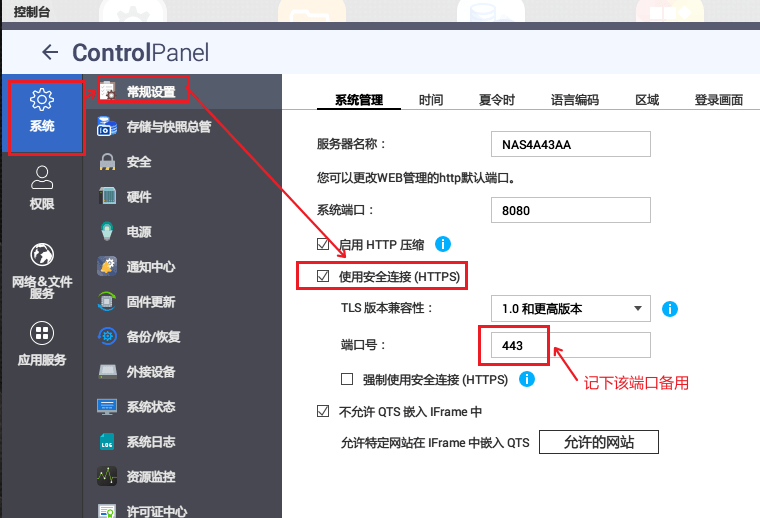 控制台
ControlPanel
系统
权限
网络＆文件
服务
应用服务
常规设置
存储与快照总管
安全
硬件
电源
通知中心
固件更新
备份/恢复
外接设备
系统状态
系统日志
资源监控
许可证中心
系统管理
时间
夏令时
语言编码
区域
登录画面
服务器名称：
NAS4A43AA
您可以更改WEB管理的http默认端口。
系统端口：
8080
启用 HTTP 压缩
使用安全连接 (HTTPS)
TLS 版本兼容性：
1.0 和更高版本
端口号：
443
记下该端口备用
强制使用安全连接 (HTTPS)
不允许 QTS 嵌入 IFrame 中
允许特定网站在 IFrame 中嵌入 QTS
允许的网站